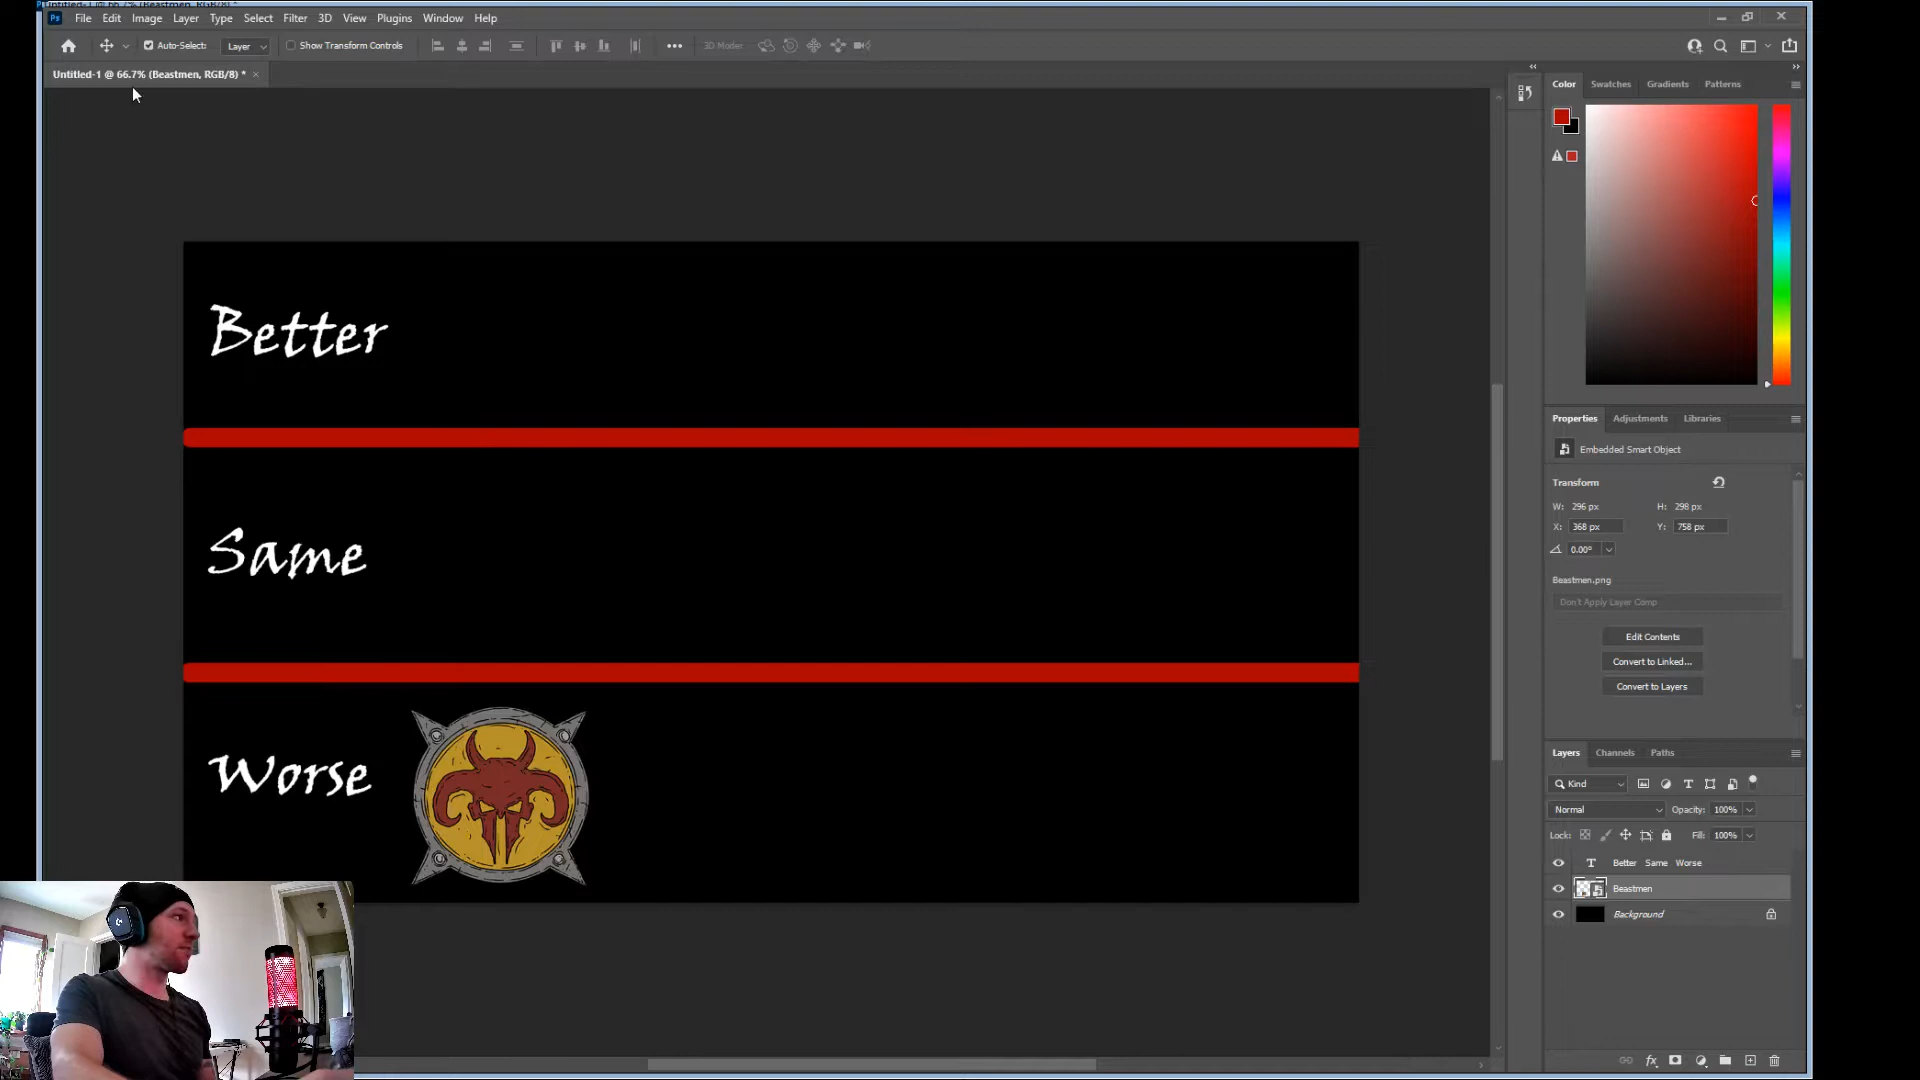 File Edit Image Layer Type Select Filter 3D View Plugins Window Help
Auto-Select: Layer Show Transform Controls 3D Mode:
Untitled-1 @ 66.7% (Beastmen, RGB/8) *
Color Swatches Gradients Patterns
Better
Same
Worse
Properties Adjustments Libraries
Embedded Smart Object
Transform
W: 296 px H: 298 px
X: 368 px Y: 758 px
0.00°
Beastmen.png
Don't Apply Layer Comp
Edit Contents
Convert to Linked...
Convert to Layers
Layers Channels Paths
Kind
Normal Opacity: 100%
Lock: Fill: 100%
T Better Same Worse
Beastmen
Background